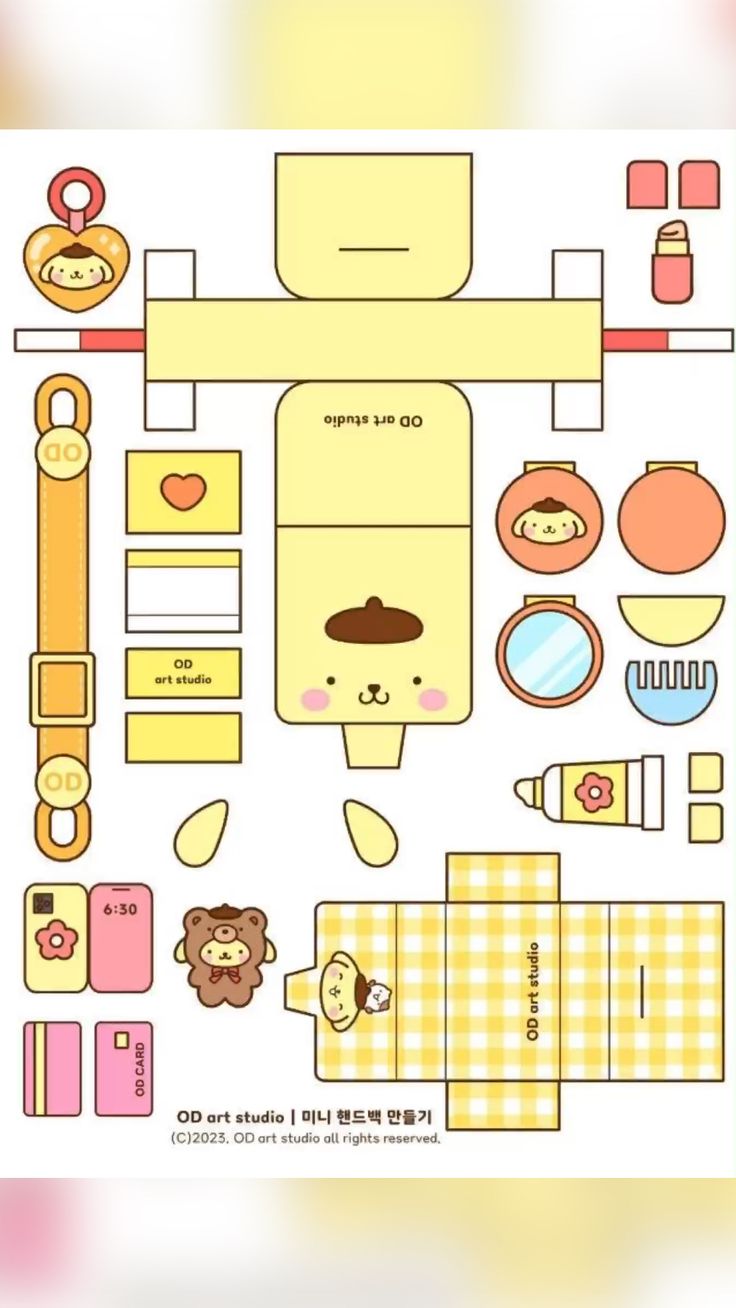 OD art studio
OD
OD
art studio
OD
6:30
OD art studio
OD CARD
OD art studio | 미니 핸드백 만들기
(C)2023. OD art studio all rights reserved.